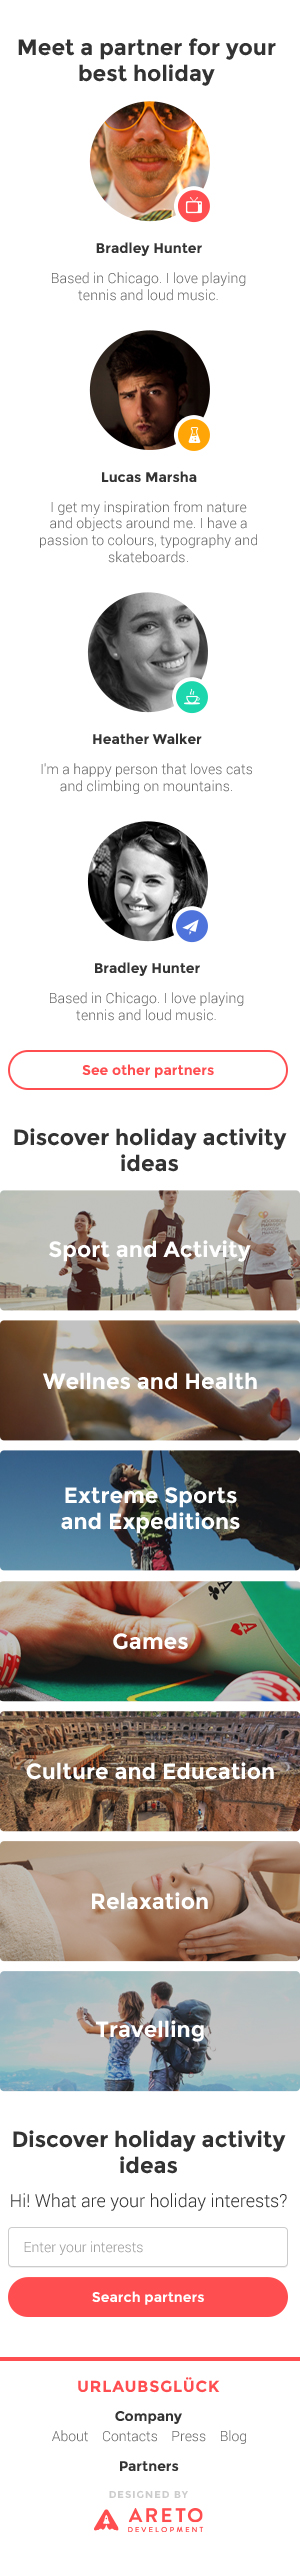 Meet a partner for your
best holiday
Bradley Hunter
Based in Chicago. I love playing
tennis and loud music.
Lucas Marsha
I get my inspiration from nature
and objects around me. I have a
passion to colours, typography and
skateboards.
Heather Walker
I'm a happy person that loves cats
and climbing on mountains.
Bradley Hunter
Based in Chicago. I love playing
tennis and loud music.
See other partners
Discover holiday activity
ideas
Sport and Activity
Wellnes and Health
Extreme Sports
and Expeditions
Games
Culture and Education
Relaxation
Travelling
Discover holiday activity
ideas
Hi! What are your holiday interests?
Enter your interests
Search partners
URLAUBSGLÜCK
Company
About Contacts Press Blog
Partners
DESIGNED BY
ARETO
DEVELOPMENT